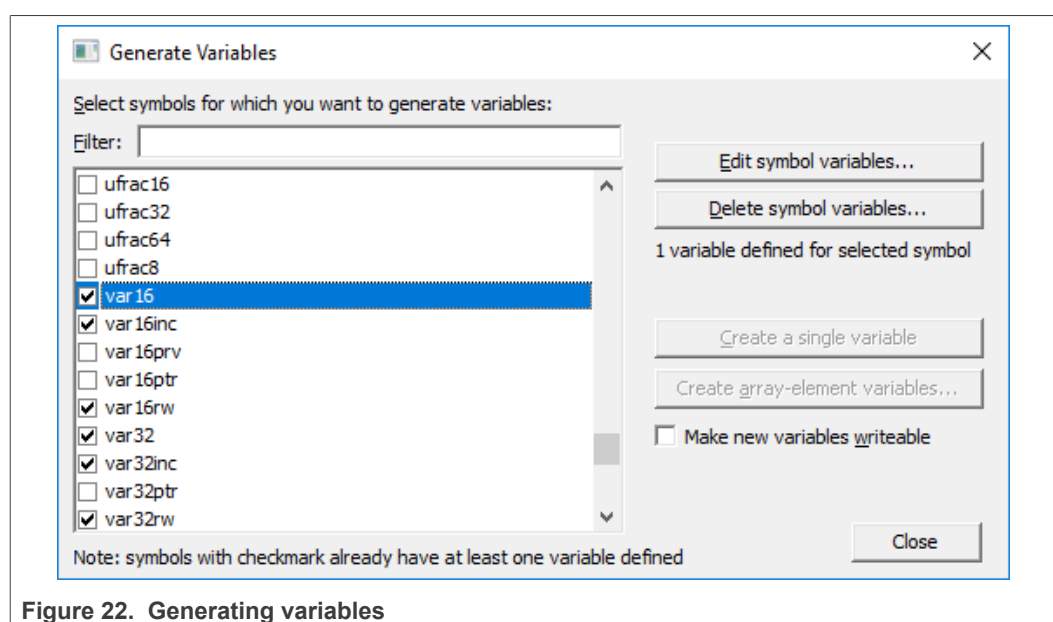 Generate Variables
Select symbols for which you want to generate variables:
Filter:
ufrac16
ufrac32
ufrac64
ufrac8
var16
var16inc
var16prv
var16ptr
var16rw
var32
var32inc
var32ptr
var32rw
Edit symbol variables...
Delete symbol variables...
1 variable defined for selected symbol
Create a single variable
Create array-element variables...
Make new variables writeable
Note: symbols with checkmark already have at least one variable defined
Close
Figure 22. Generating variables